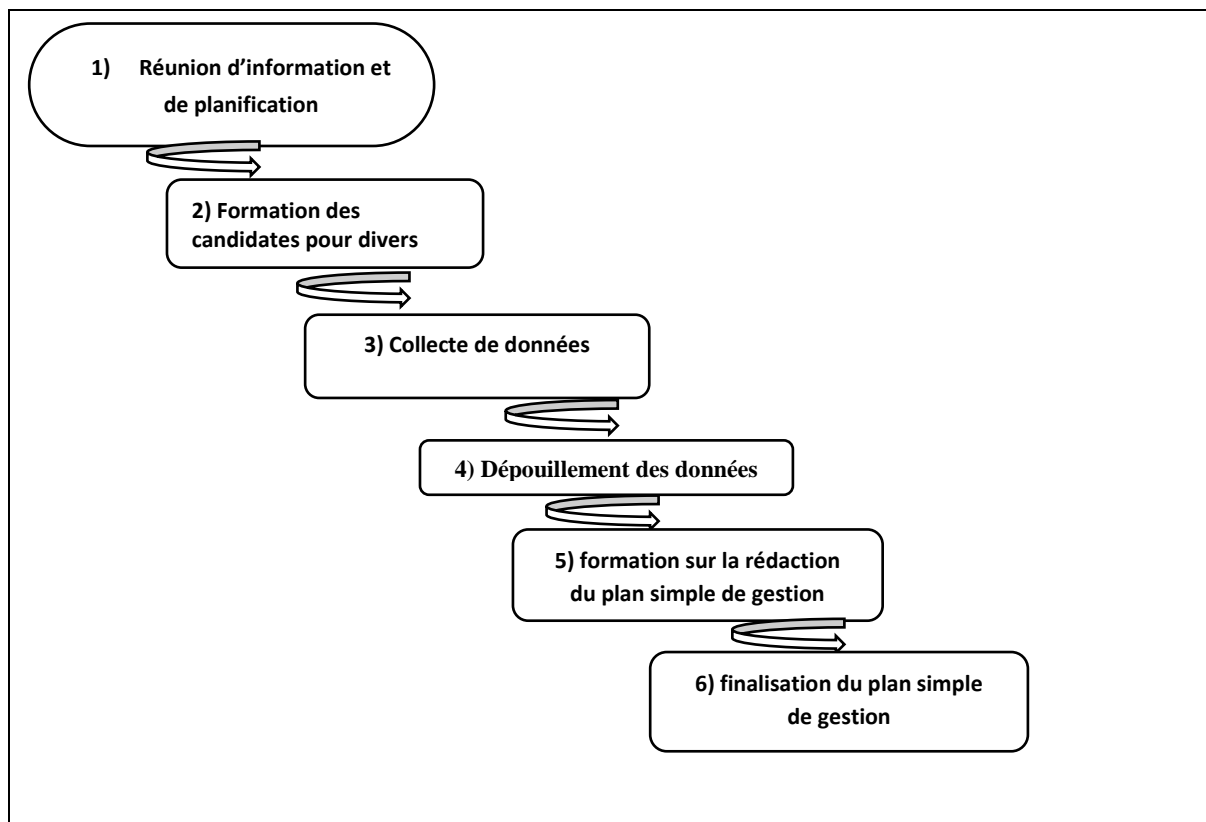 1) Réunion d’information et
de planification
2) Formation des
candidates pour divers
3) Collecte de données
4) Dépouillement des données
5) formation sur la rédaction
du plan simple de gestion
6) finalisation du plan simple
de gestion